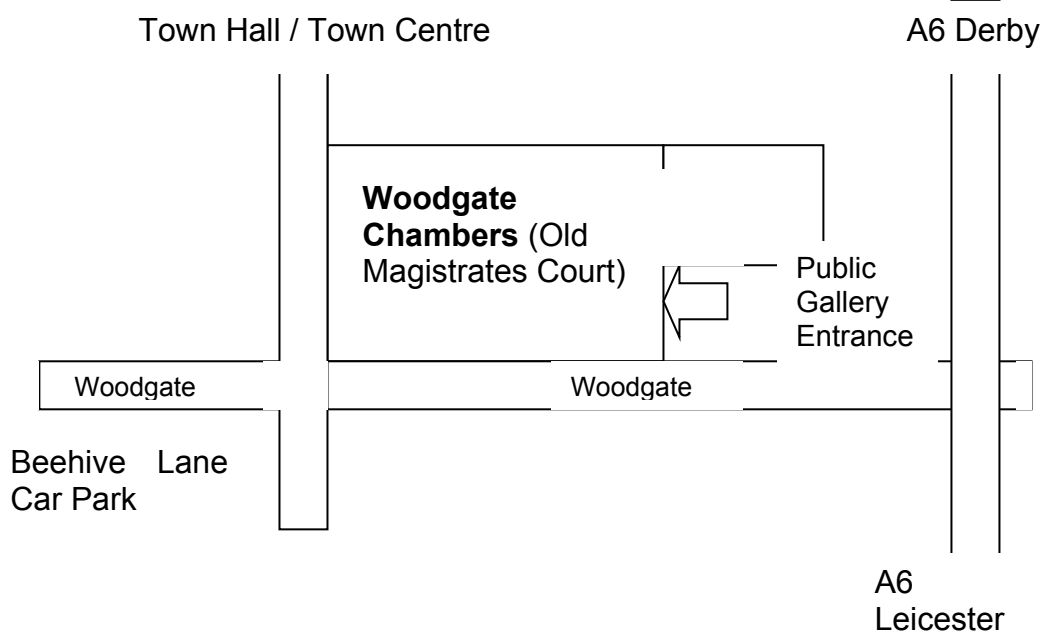 Town Hall / Town Centre
A6 Derby
Woodgate
Chambers (Old
Magistrates Court)
Public
Gallery
Entrance
Woodgate
Woodgate
Beehive Lane
Car Park
A6
Leicester